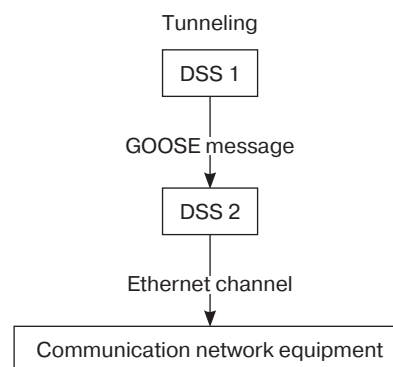 Tunneling
DSS 1
GOOSE message
DSS 2
Ethernet channel
Communication network equipment